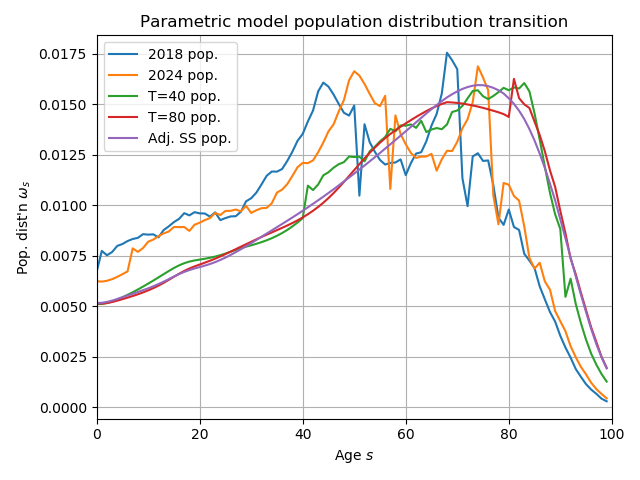 Parametric model population distribution transition
2018 pop.
2024 pop.
T=40 pop.
T=80 pop.
Adj. SS pop.
0.0175
0.0150
0.0125
0.0100
0.0075
0.0050
0.0025
0.0000
Pop. dist'n ω_s
0 20 40 60 80 100
Age s